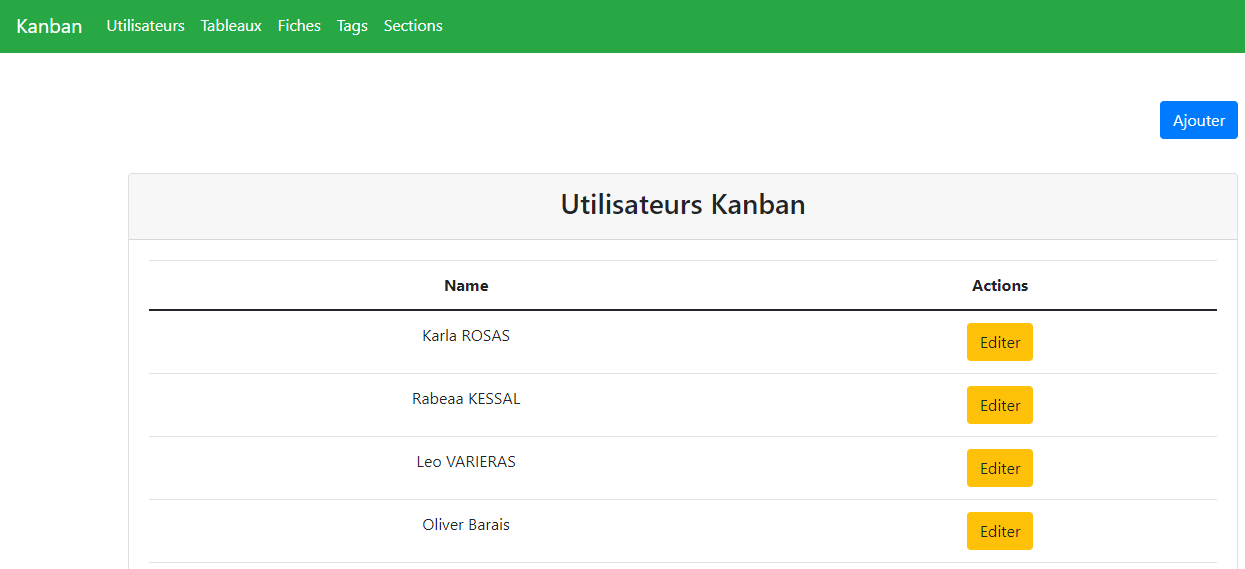 Kanban Utilisateurs Tableaux Fiches Tags Sections
Ajouter
Utilisateurs Kanban
Name Actions
Karla ROSAS Editer
Rabeaa KESSAL Editer
Leo VARIERAS Editer
Oliver Barais Editer